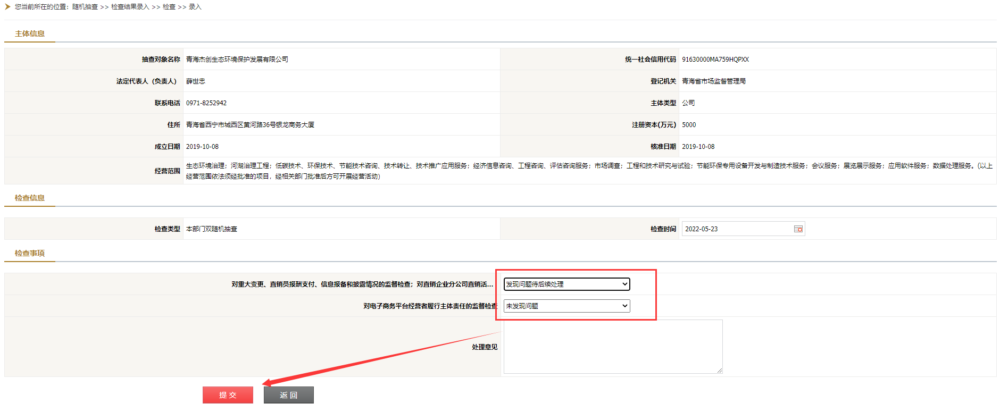 您当前所在的位置：随机抽查 >> 检查结果录入 >> 检查 >> 录入
主体信息
抽查对象名称 青海杰创生态环境保护发展有限公司 统一社会信用代码 91630000MA759HQPXX
法定代表人（负责人） 薛世忠 登记机关 青海省市场监督管理局
联系电话 0971-8252942 主体类型 公司
住所 青海省西宁市城西区黄河路36号银龙商务大厦 注册资本(万元) 5000
成立日期 2019-10-08 核准日期 2019-10-08
经营范围 生态环境治理；河湖治理工程；低碳技术、环保技术、节能技术咨询、技术转让、技术推广应用服务；经济信息咨询、工程咨询、评估咨询服务；市场调查；工程和技术研究与试验；节能环保专用设备开发与制造技术服务；会议服务；展览展示服务；应用软件服务；数据处理服务。（以上
经营范围依法须经批准的项目，经相关部门批准后方可开展经营活动）
检查信息
检查类型 本部门双随机抽查 检查时间 2022-05-23
检查事项
对重大变更、直销员报酬支付、信息报备和披露情况的监督检查；对直销企业分公司直销活... 发现问题待后续处理
对电子商务平台经营者履行主体责任的监督检查 未发现问题
处理意见
提 交 返 回